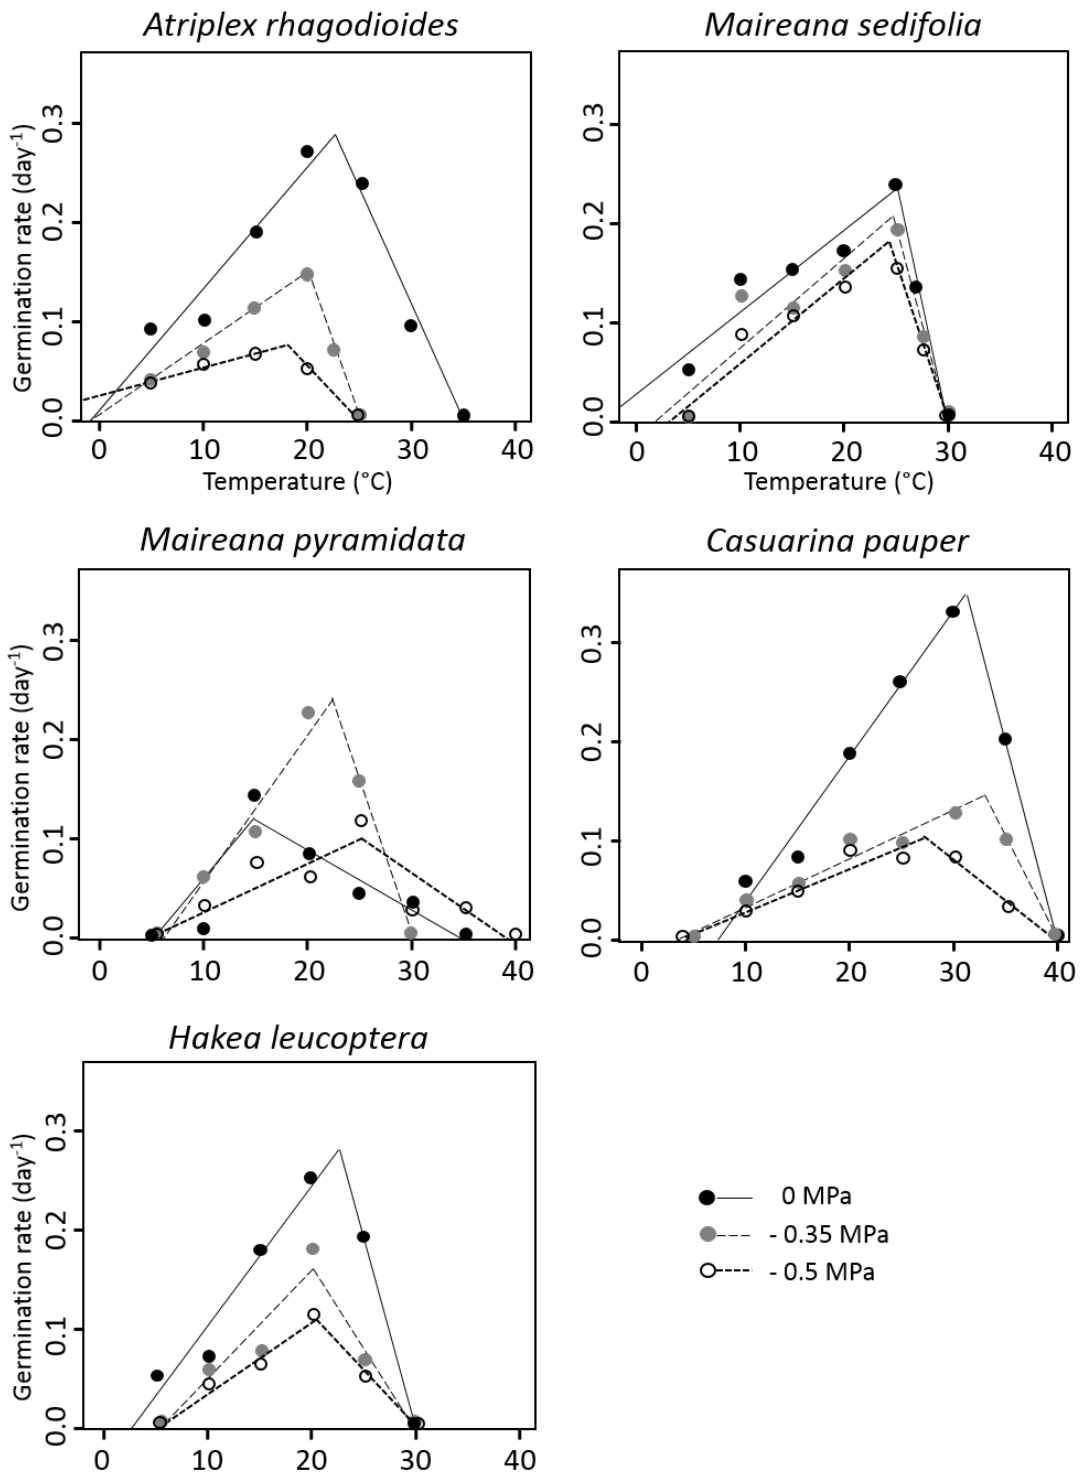 Atriplex rhagodioides
Maireana sedifolia
Germination rate (day-1)
0.3
0.2
0.1
0.0
0 10 20 30 40
Temperature (°C)
0.3
0.2
0.1
0.0
0 10 20 30 40
Temperature (°C)
Maireana pyramidata
Casuarina pauper
Germination rate (day-1)
0.3
0.2
0.1
0.0
0 10 20 30 40
0.3
0.2
0.1
0.0
0 10 20 30 40
Hakea leucoptera
Germination rate (day-1)
0.3
0.2
0.1
0.0
0 10 20 30 40
0 MPa
- 0.35 MPa
- 0.5 MPa